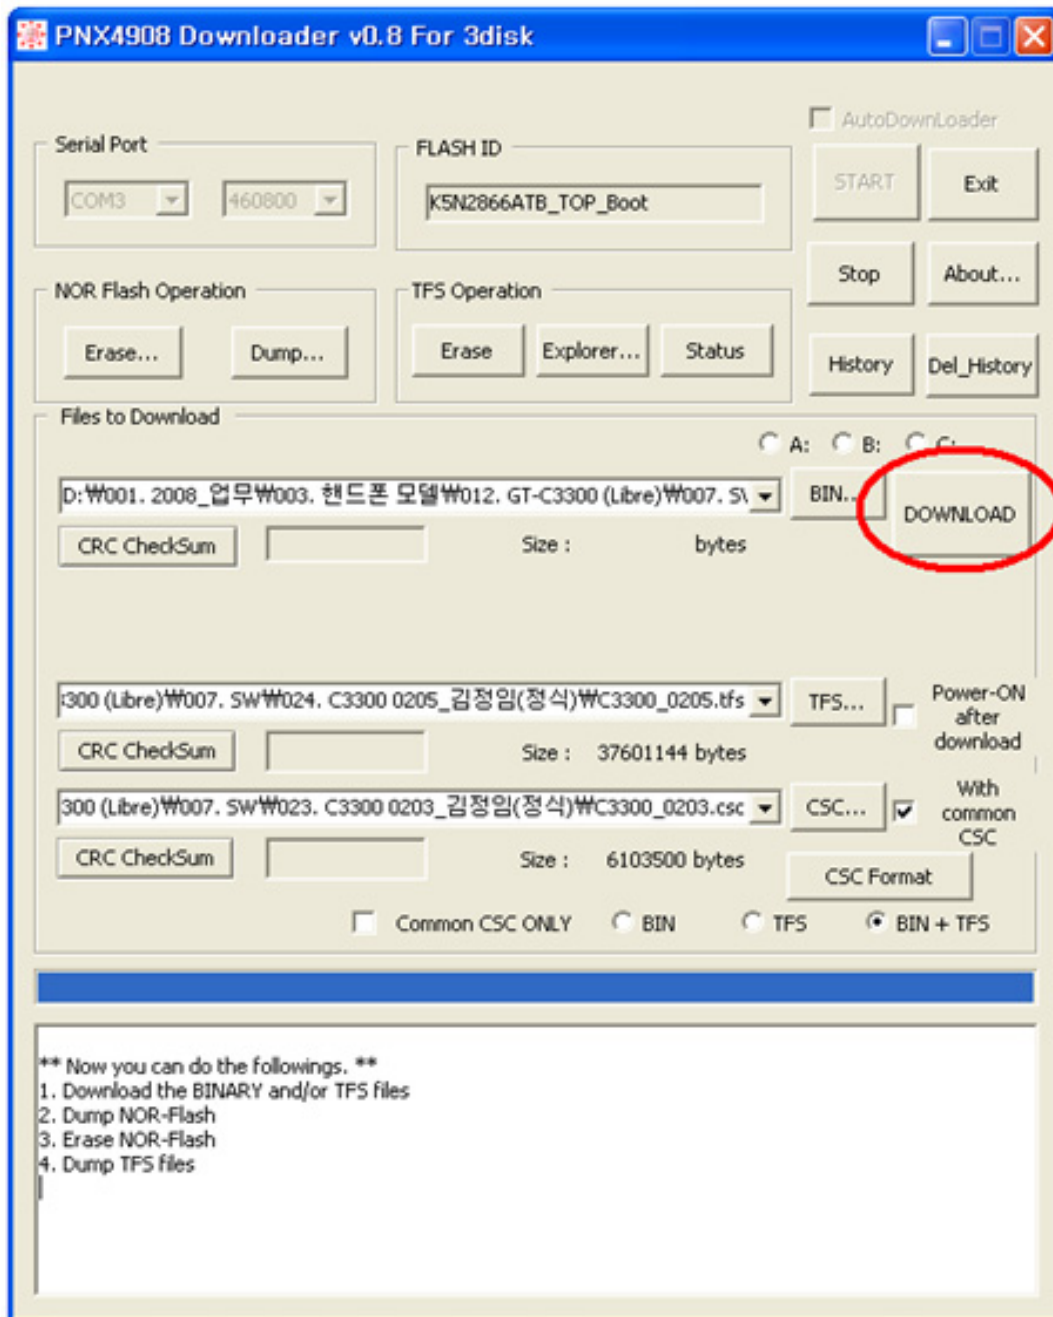 PNX4908 Downloader v0.8 For 3disk
AutoDownLoader
Serial Port
FLASH ID
START
Exit
COM3
460800
K5N2866ATB_TOP_Boot
Stop
About...
NOR Flash Operation
TFS Operation
Erase...
Dump...
Erase
Explorer...
Status
History
Del_History
Files to Download
A:
B:
C:
D:₩001. 2008_업무₩003. 핸드폰 모델₩012. GT-C3300 (Libre)₩007. S
BIN...
DOWNLOAD
CRC CheckSum
Size :
bytes
300 (Libre)₩007. SW₩024. C3300 0205_김정임(정식)₩C3300_0205.tfs
TFS...
Power-ON
after
download
CRC CheckSum
Size : 37601144 bytes
300 (Libre)₩007. SW₩023. C3300 0203_김정임(정식)₩C3300_0203.csc
CSC...
With
common
CSC
CRC CheckSum
Size : 6103500 bytes
CSC Format
Common CSC ONLY
BIN
TFS
BIN + TFS
** Now you can do the followings. **
1. Download the BINARY and/or TFS files
2. Dump NOR-Flash
3. Erase NOR-Flash
4. Dump TFS files